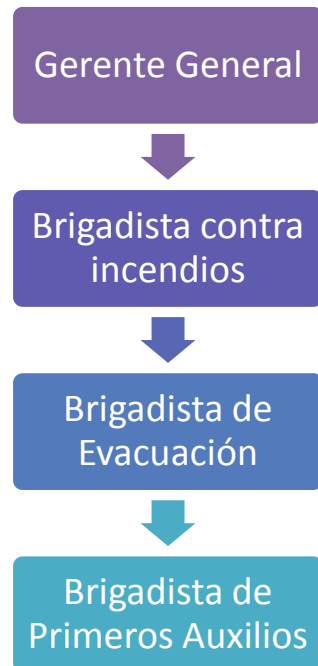 Gerente General
Brigadista contra
incendios
Brigadista de
Evacuación
Brigadista de
Primeros Auxilios